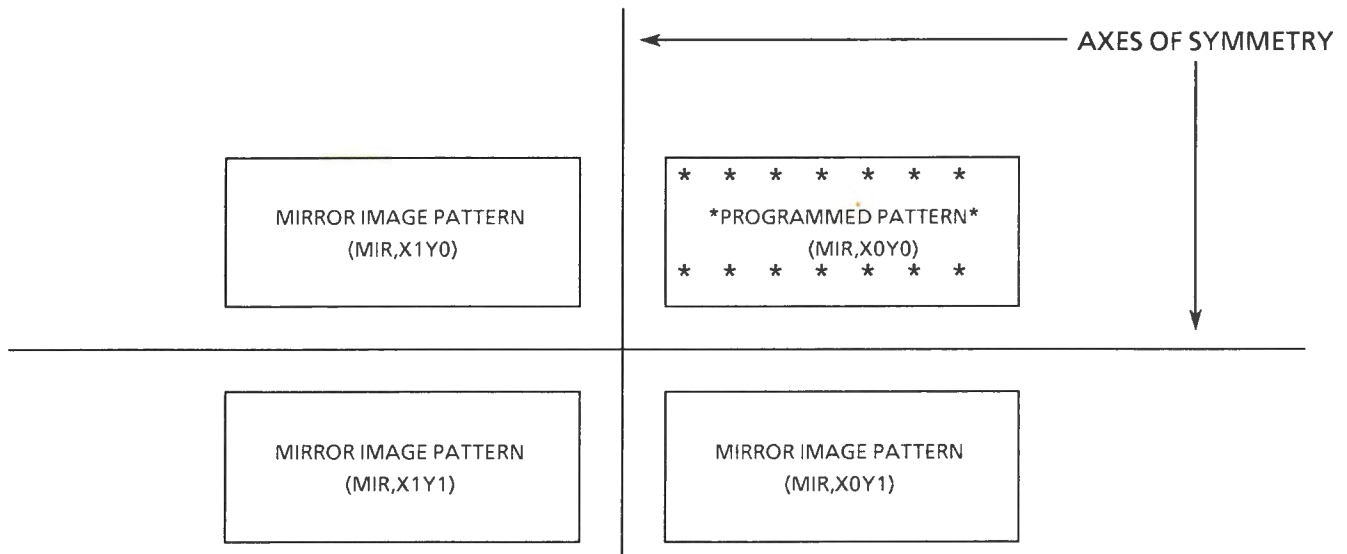 AXES OF SYMMETRY
MIRROR IMAGE PATTERN
(MIR,X1Y0)
* * * * * * *
*PROGRAMMED PATTERN*
(MIR,X0Y0)
* * * * * * *
MIRROR IMAGE PATTERN
(MIR,X1Y1)
MIRROR IMAGE PATTERN
(MIR,X0Y1)